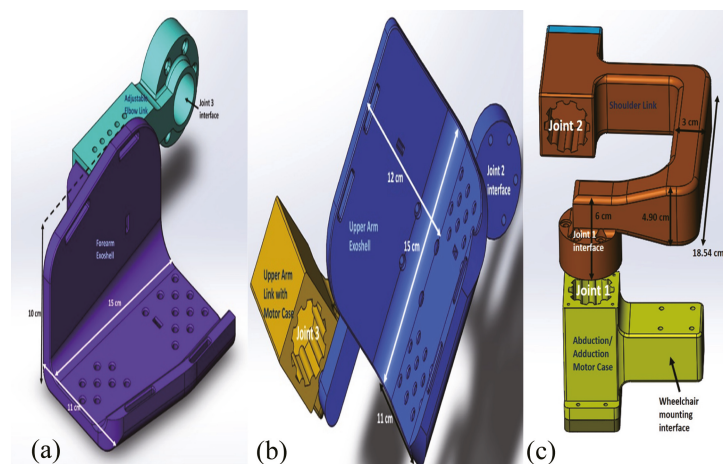 Adjustable
Elbow Link
Joint 3
interface
Forearm
Exoshell
10 cm
15 cm
11 cm
(a)
12 cm
Joint 2
interface
Upper Arm
Exoshell
15 cm
Upper Arm
Link with
Motor Case
Joint 3
11 cm
(b)
Shoulder Link
Joint 2
3 cm
6 cm
4.90 cm
Joint 1
interface
18.54 cm
Joint 1
Abduction/
Adduction
Motor Case
Wheelchair
mounting
interface
(c)